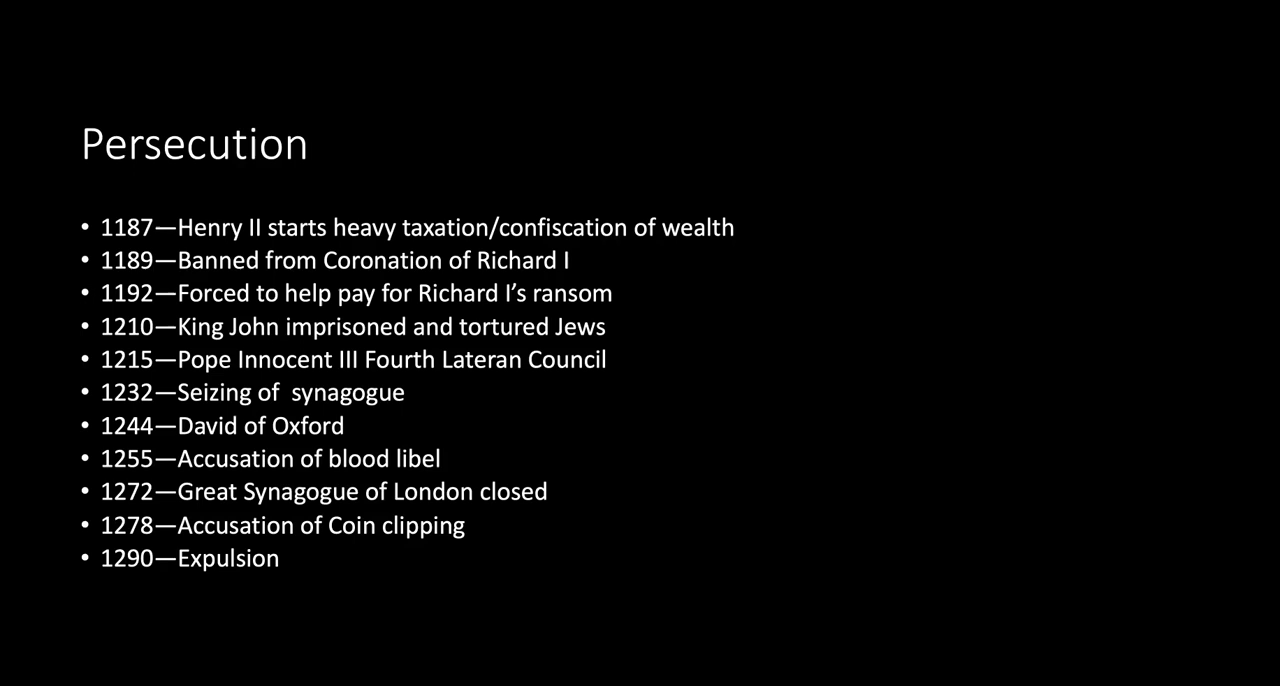 Persecution
• 1187—Henry II starts heavy taxation/confiscation of wealth
• 1189—Banned from Coronation of Richard I
• 1192—Forced to help pay for Richard I’s ransom
• 1210—King John imprisoned and tortured Jews
• 1215—Pope Innocent III Fourth Lateran Council
• 1232—Seizing of  synagogue
• 1244—David of Oxford
• 1255—Accusation of blood libel
• 1272—Great Synagogue of London closed
• 1278—Accusation of Coin clipping
• 1290—Expulsion